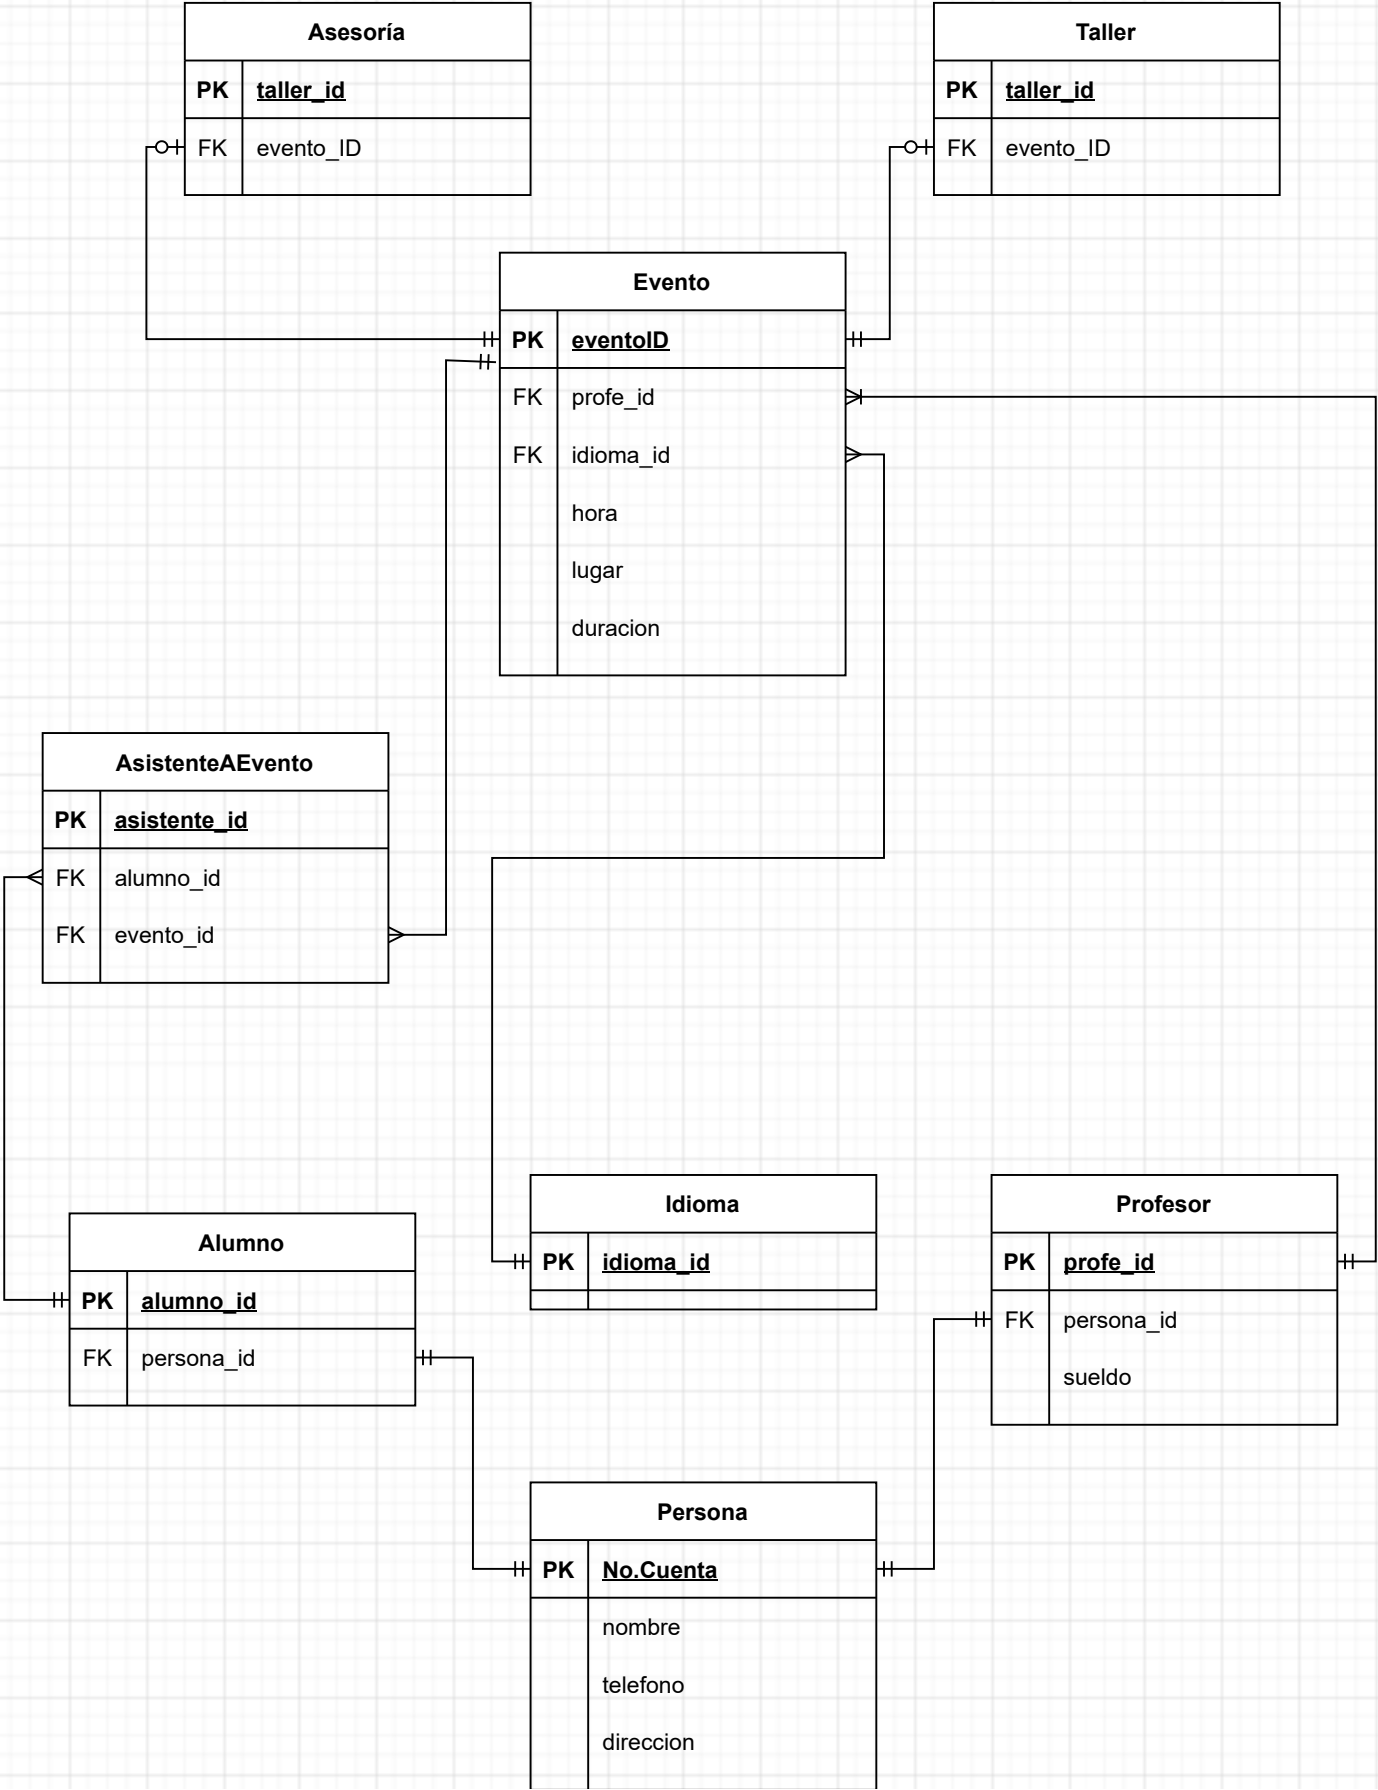 Asesoría
PK taller_id
FK evento_ID
Taller
PK taller_id
FK evento_ID
Evento
PK eventoID
FK profe_id
FK idioma_id
hora
lugar
duracion
AsistenteAEvento
PK asistente_id
FK alumno_id
FK evento_id
Alumno
PK alumno_id
FK persona_id
Idioma
PK idioma_id
Profesor
PK profe_id
FK persona_id
sueldo
Persona
PK No.Cuenta
nombre
telefono
direccion